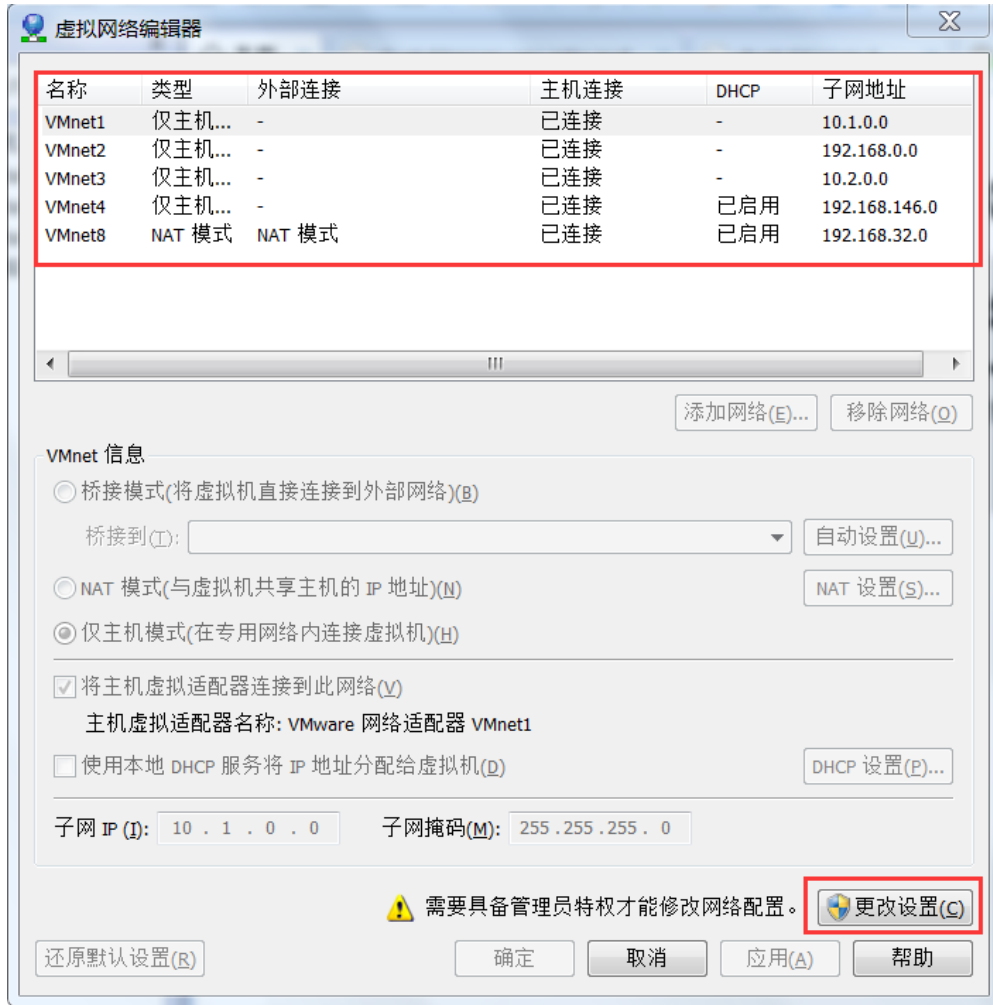 虚拟网络编辑器
名称 类型 外部连接 主机连接 DHCP 子网地址
VMnet1 仅主机... - 已连接 - 10.1.0.0
VMnet2 仅主机... - 已连接 - 192.168.0.0
VMnet3 仅主机... - 已连接 - 10.2.0.0
VMnet4 仅主机... - 已连接 已启用 192.168.146.0
VMnet8 NAT 模式 NAT 模式 已连接 已启用 192.168.32.0
添加网络(E)... 移除网络(O)
VMnet 信息
桥接模式(将虚拟机直接连接到外部网络)(B)
桥接到(T): 自动设置(U)...
NAT 模式(与虚拟机共享主机的 IP 地址)(N) NAT 设置(S)...
仅主机模式(在专用网络内连接虚拟机)(H)
将主机虚拟适配器连接到此网络(V)
主机虚拟适配器名称: VMware 网络适配器 VMnet1
使用本地 DHCP 服务将 IP 地址分配给虚拟机(D) DHCP 设置(P)...
子网 IP (I): 10 . 1 . 0 . 0 子网掩码(M): 255 . 255 . 255 . 0
需要具备管理员特权才能修改网络配置。 更改设置(C)
还原默认设置(R) 确定 取消 应用(A) 帮助